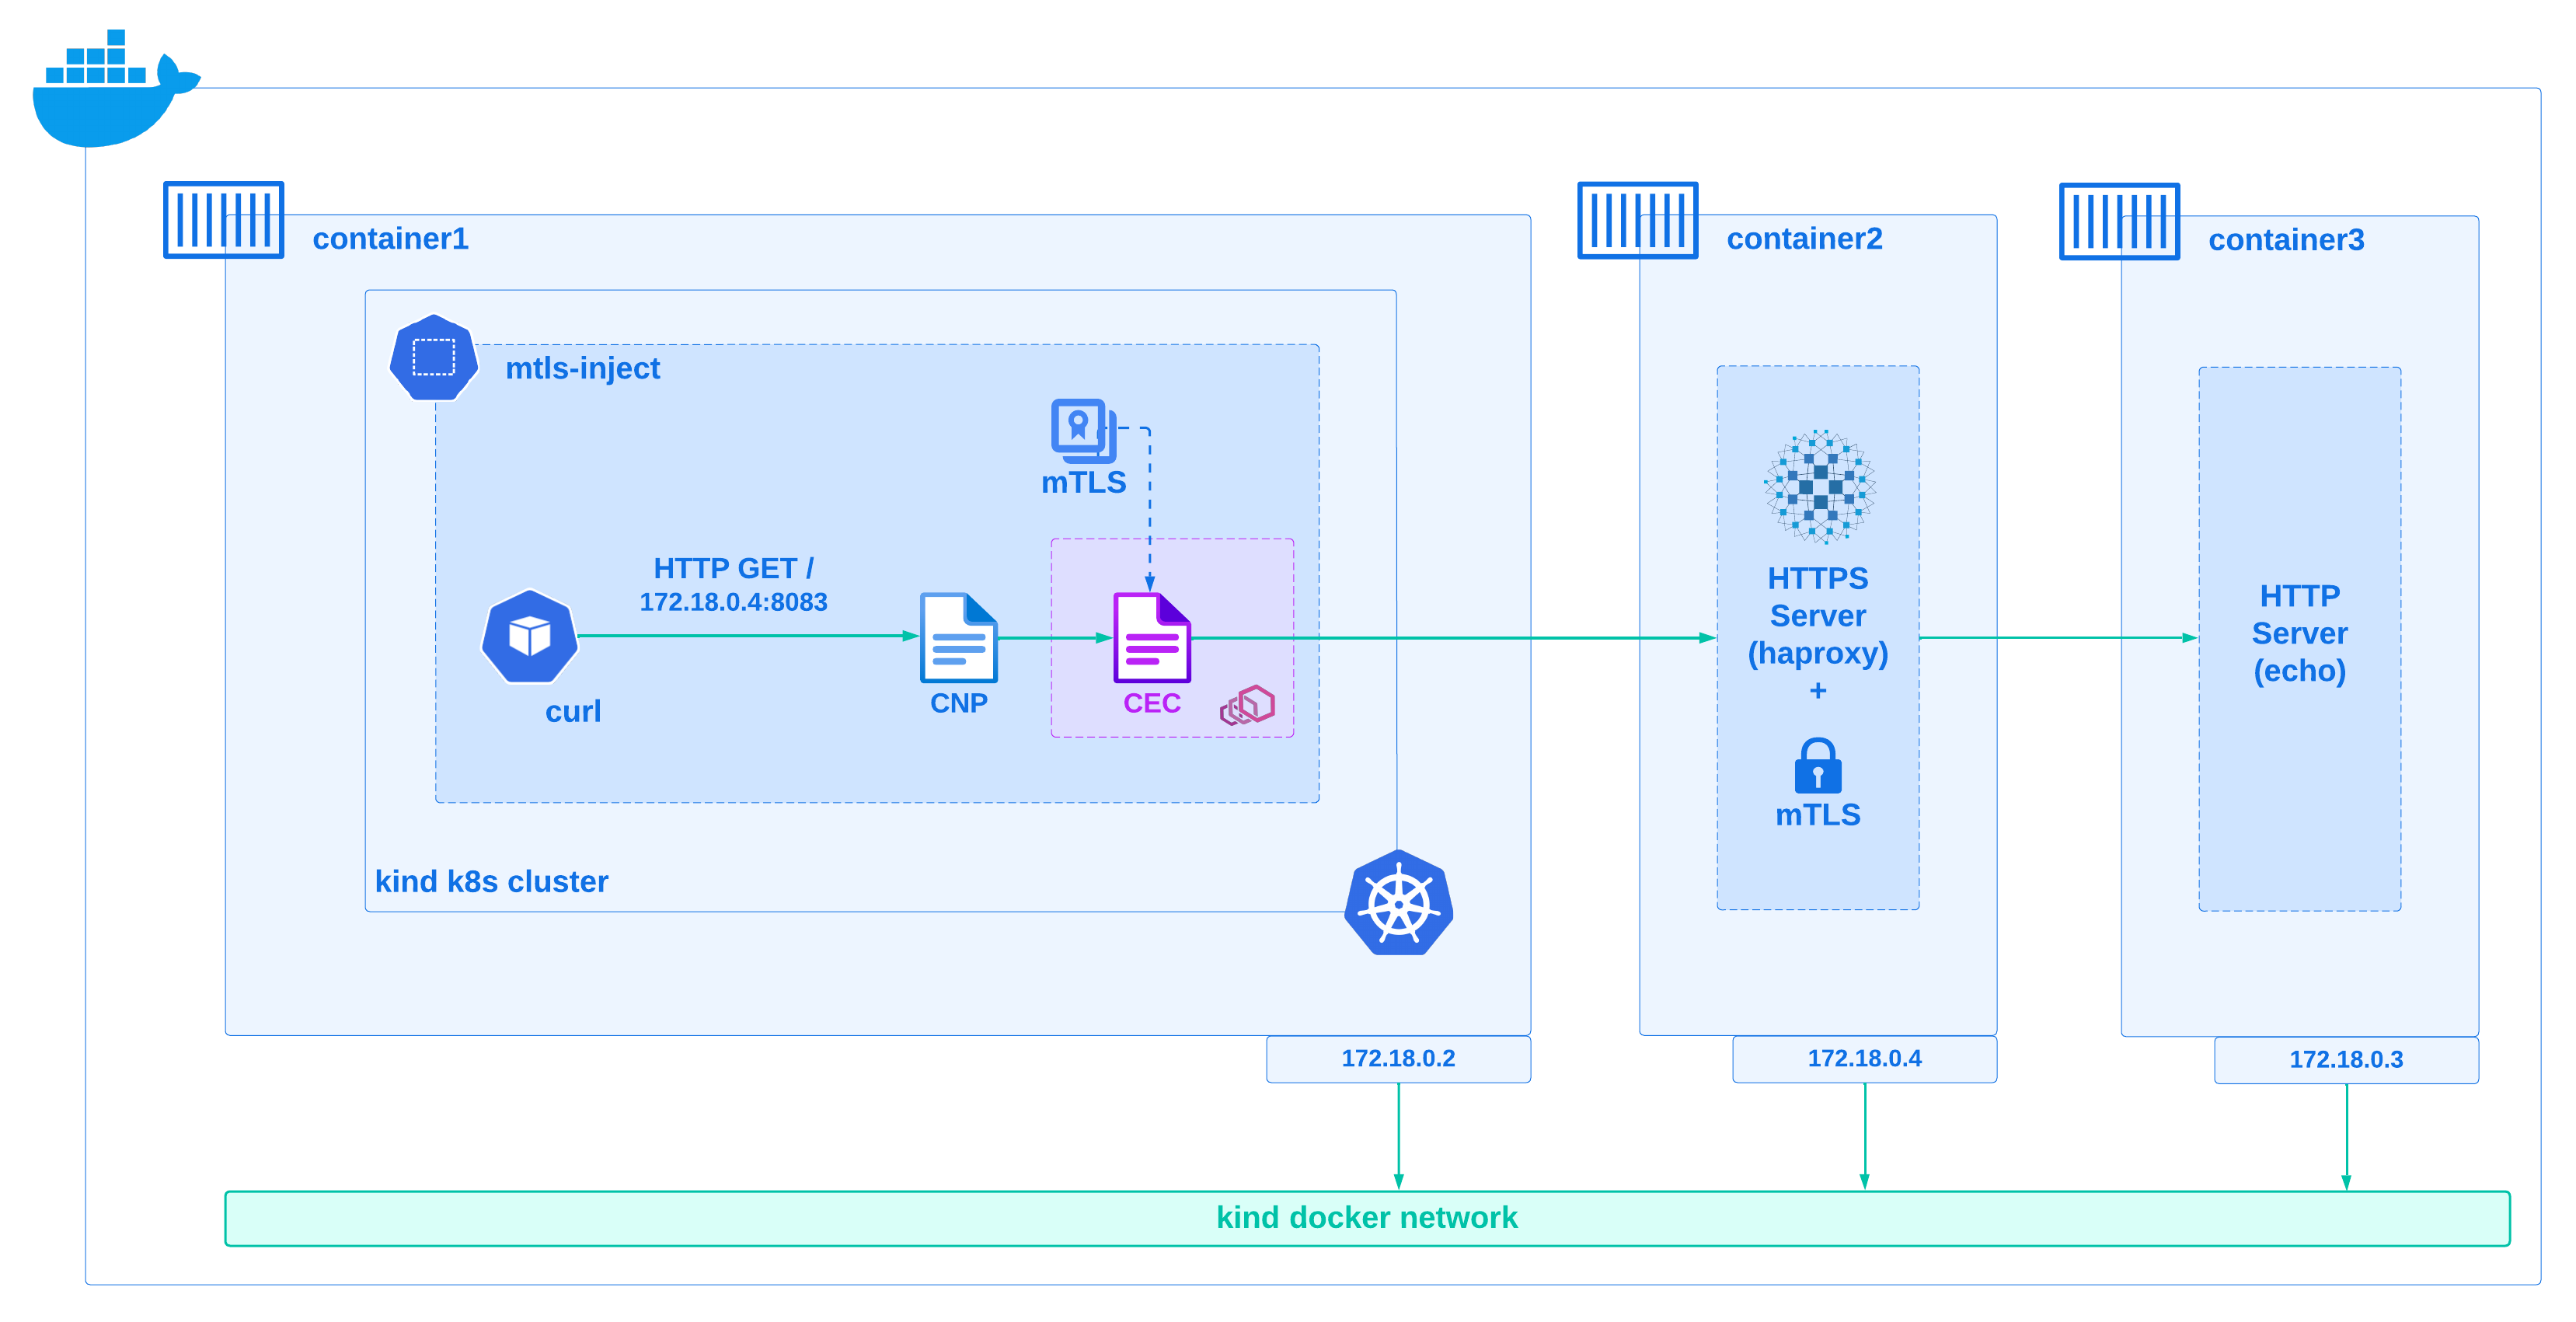 container1
container2
container3
mtls-inject
mTLS
HTTP GET /
172.18.0.4:8083
curl
CNP
CEC
kind k8s cluster
HTTPS
Server
(haproxy)
+
mTLS
HTTP
Server
(echo)
172.18.0.2
172.18.0.4
172.18.0.3
kind docker network